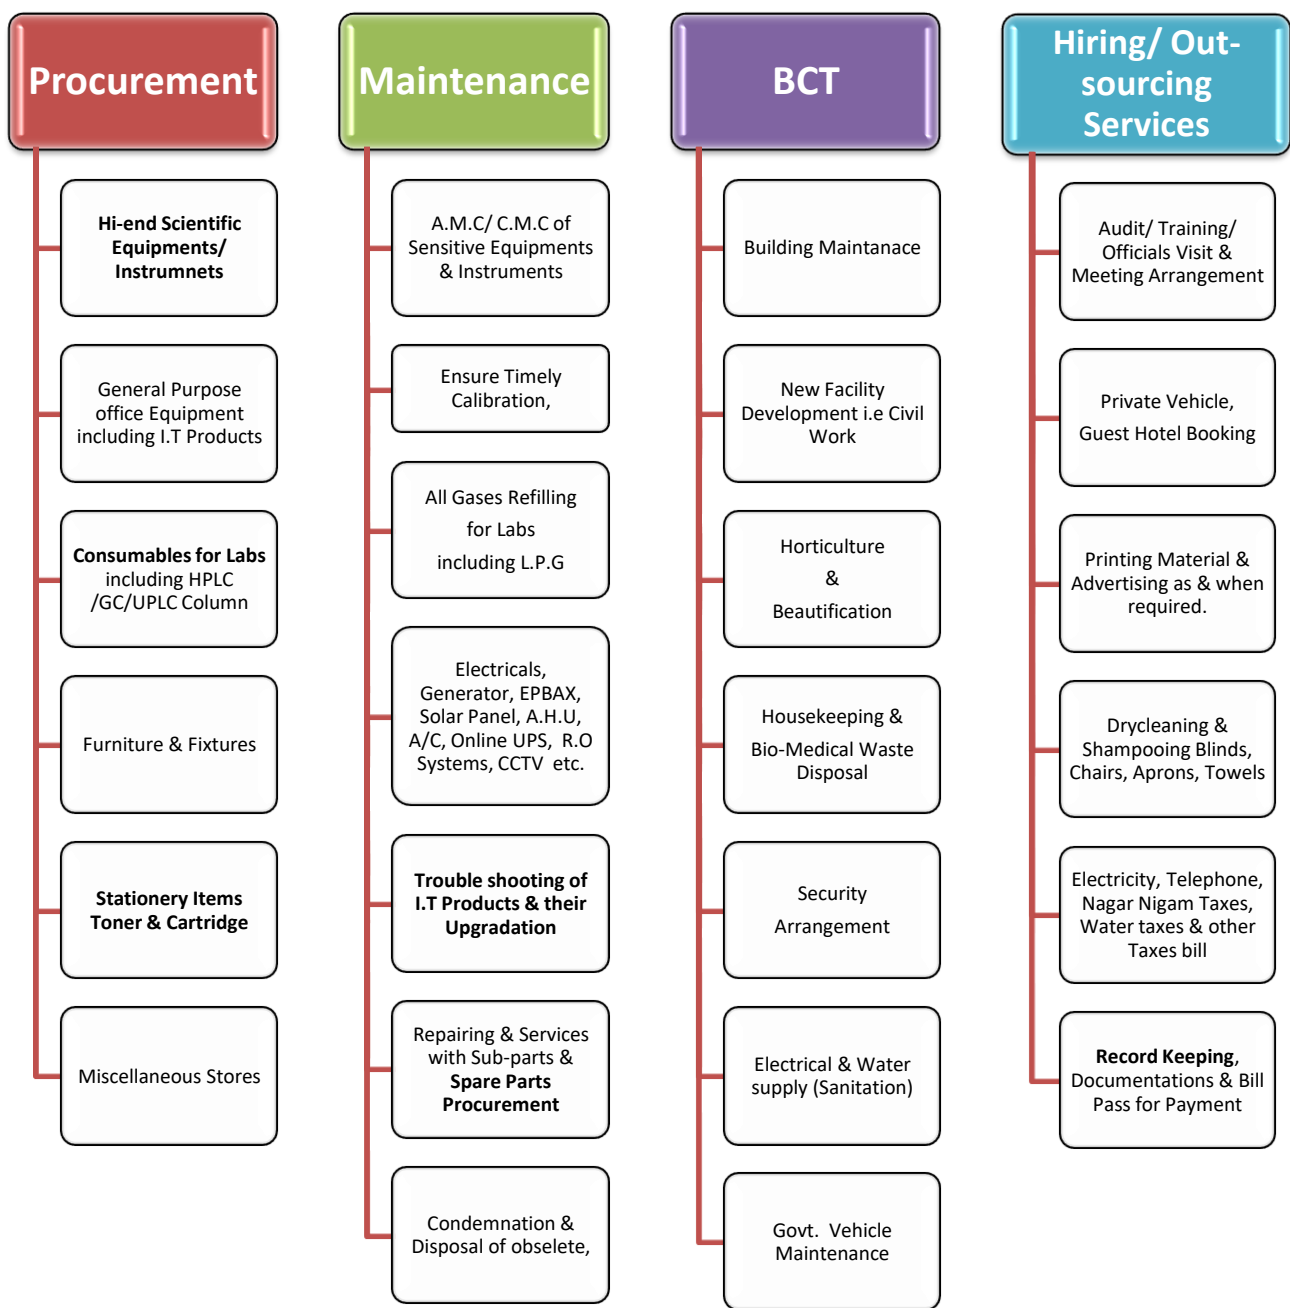 Procurement
Hi-end Scientific
Equipments/
Instrumnets
General Purpose
office Equipment
including I.T Products
Consumables for Labs
including HPLC
/GC/UPLC Column
Furniture & Fixtures
Stationery Items
Toner & Cartridge
Miscellaneous Stores
Maintenance
A.M.C/ C.M.C of
Sensitive Equipments
& Instruments
Ensure Timely
Calibration,
All Gases Refilling
for Labs
including L.P.G
Electricals,
Generator, EPBAX,
Solar Panel, A.H.U,
A/C, Online UPS, R.O
Systems, CCTV etc.
Trouble shooting of
I.T Products & their
Upgradation
Repairing & Services
with Sub-parts &
Spare Parts
Procurement
Condemnation &
Disposal of obselete,
BCT
Building Maintanace
New Facility
Development i.e Civil
Work
Horticulture
&
Beautification
Housekeeping &
Bio-Medical Waste
Disposal
Security
Arrangement
Electrical & Water
supply (Sanitation)
Govt. Vehicle
Maintenance
Hiring/ Out-
sourcing
Services
Audit/ Training/
Officials Visit &
Meeting Arrangement
Private Vehicle,
Guest Hotel Booking
Printing Material &
Advertising as & when
required.
Drycleaning &
Shampooing Blinds,
Chairs, Aprons, Towels
Electricity, Telephone,
Nagar Nigam Taxes,
Water taxes & other
Taxes bill
Record Keeping,
Documentations & Bill
Pass for Payment